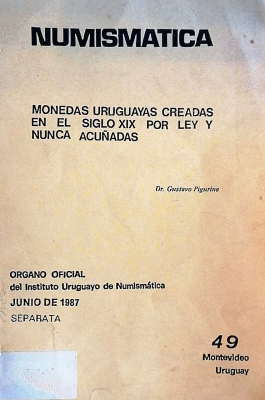 NUMISMATICA
MONEDAS URUGUAYAS CREADAS
EN EL SIGLO XIX POR LEY Y
NUNCA ACUÑADAS
Dr. Gustavo Pigurina
ORGANO OFICIAL
del Instituto Uruguayo de Numismática
JUNIO DE 1987
SEPARATA
49
Montevideo
Uruguay